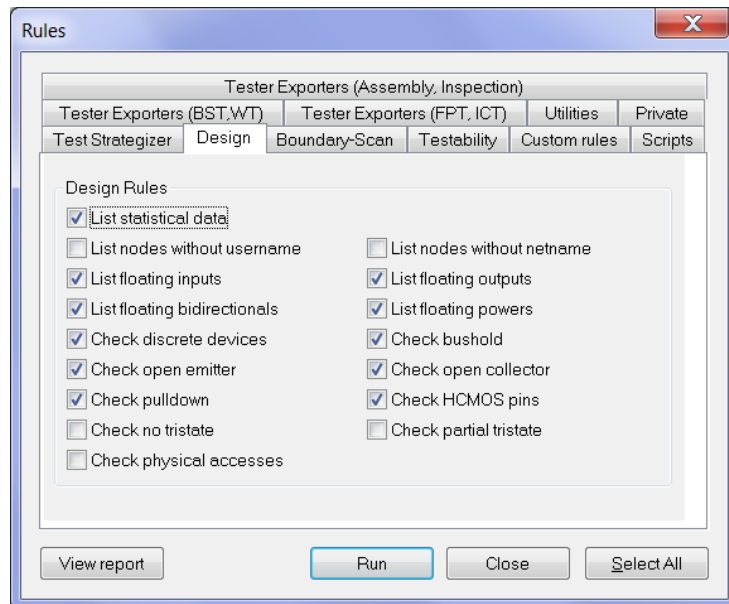 Rules
Tester Exporters (Assembly, Inspection)
Tester Exporters (BST,WT) Tester Exporters (FPT, ICT) Utilities Private
Test Strategizer Design Boundary-Scan Testability Custom rules Scripts
Design Rules
List statistical data
List nodes without username List nodes without netname
List floating inputs List floating outputs
List floating bidirectionals List floating powers
Check discrete devices Check bushold
Check open emitter Check open collector
Check pulldown Check HCMOS pins
Check no tristate Check partial tristate
Check physical accesses
View report Run Close Select All